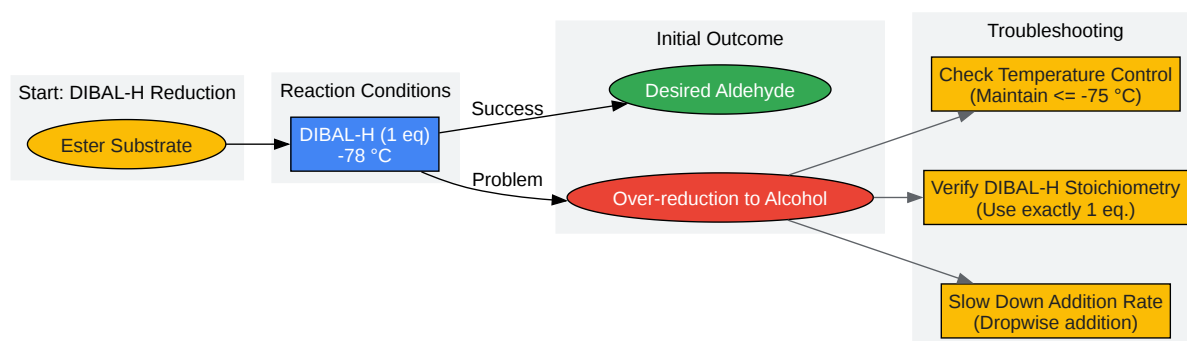 Start: DIBAL-H Reduction
Ester Substrate
Reaction Conditions
DIBAL-H (1 eq)
-78 °C
Success
Problem
Initial Outcome
Desired Aldehyde
Over-reduction to Alcohol
Troubleshooting
Check Temperature Control
(Maintain <= -75 °C)
Verify DIBAL-H Stoichiometry
(Use exactly 1 eq.)
Slow Down Addition Rate
(Dropwise addition)